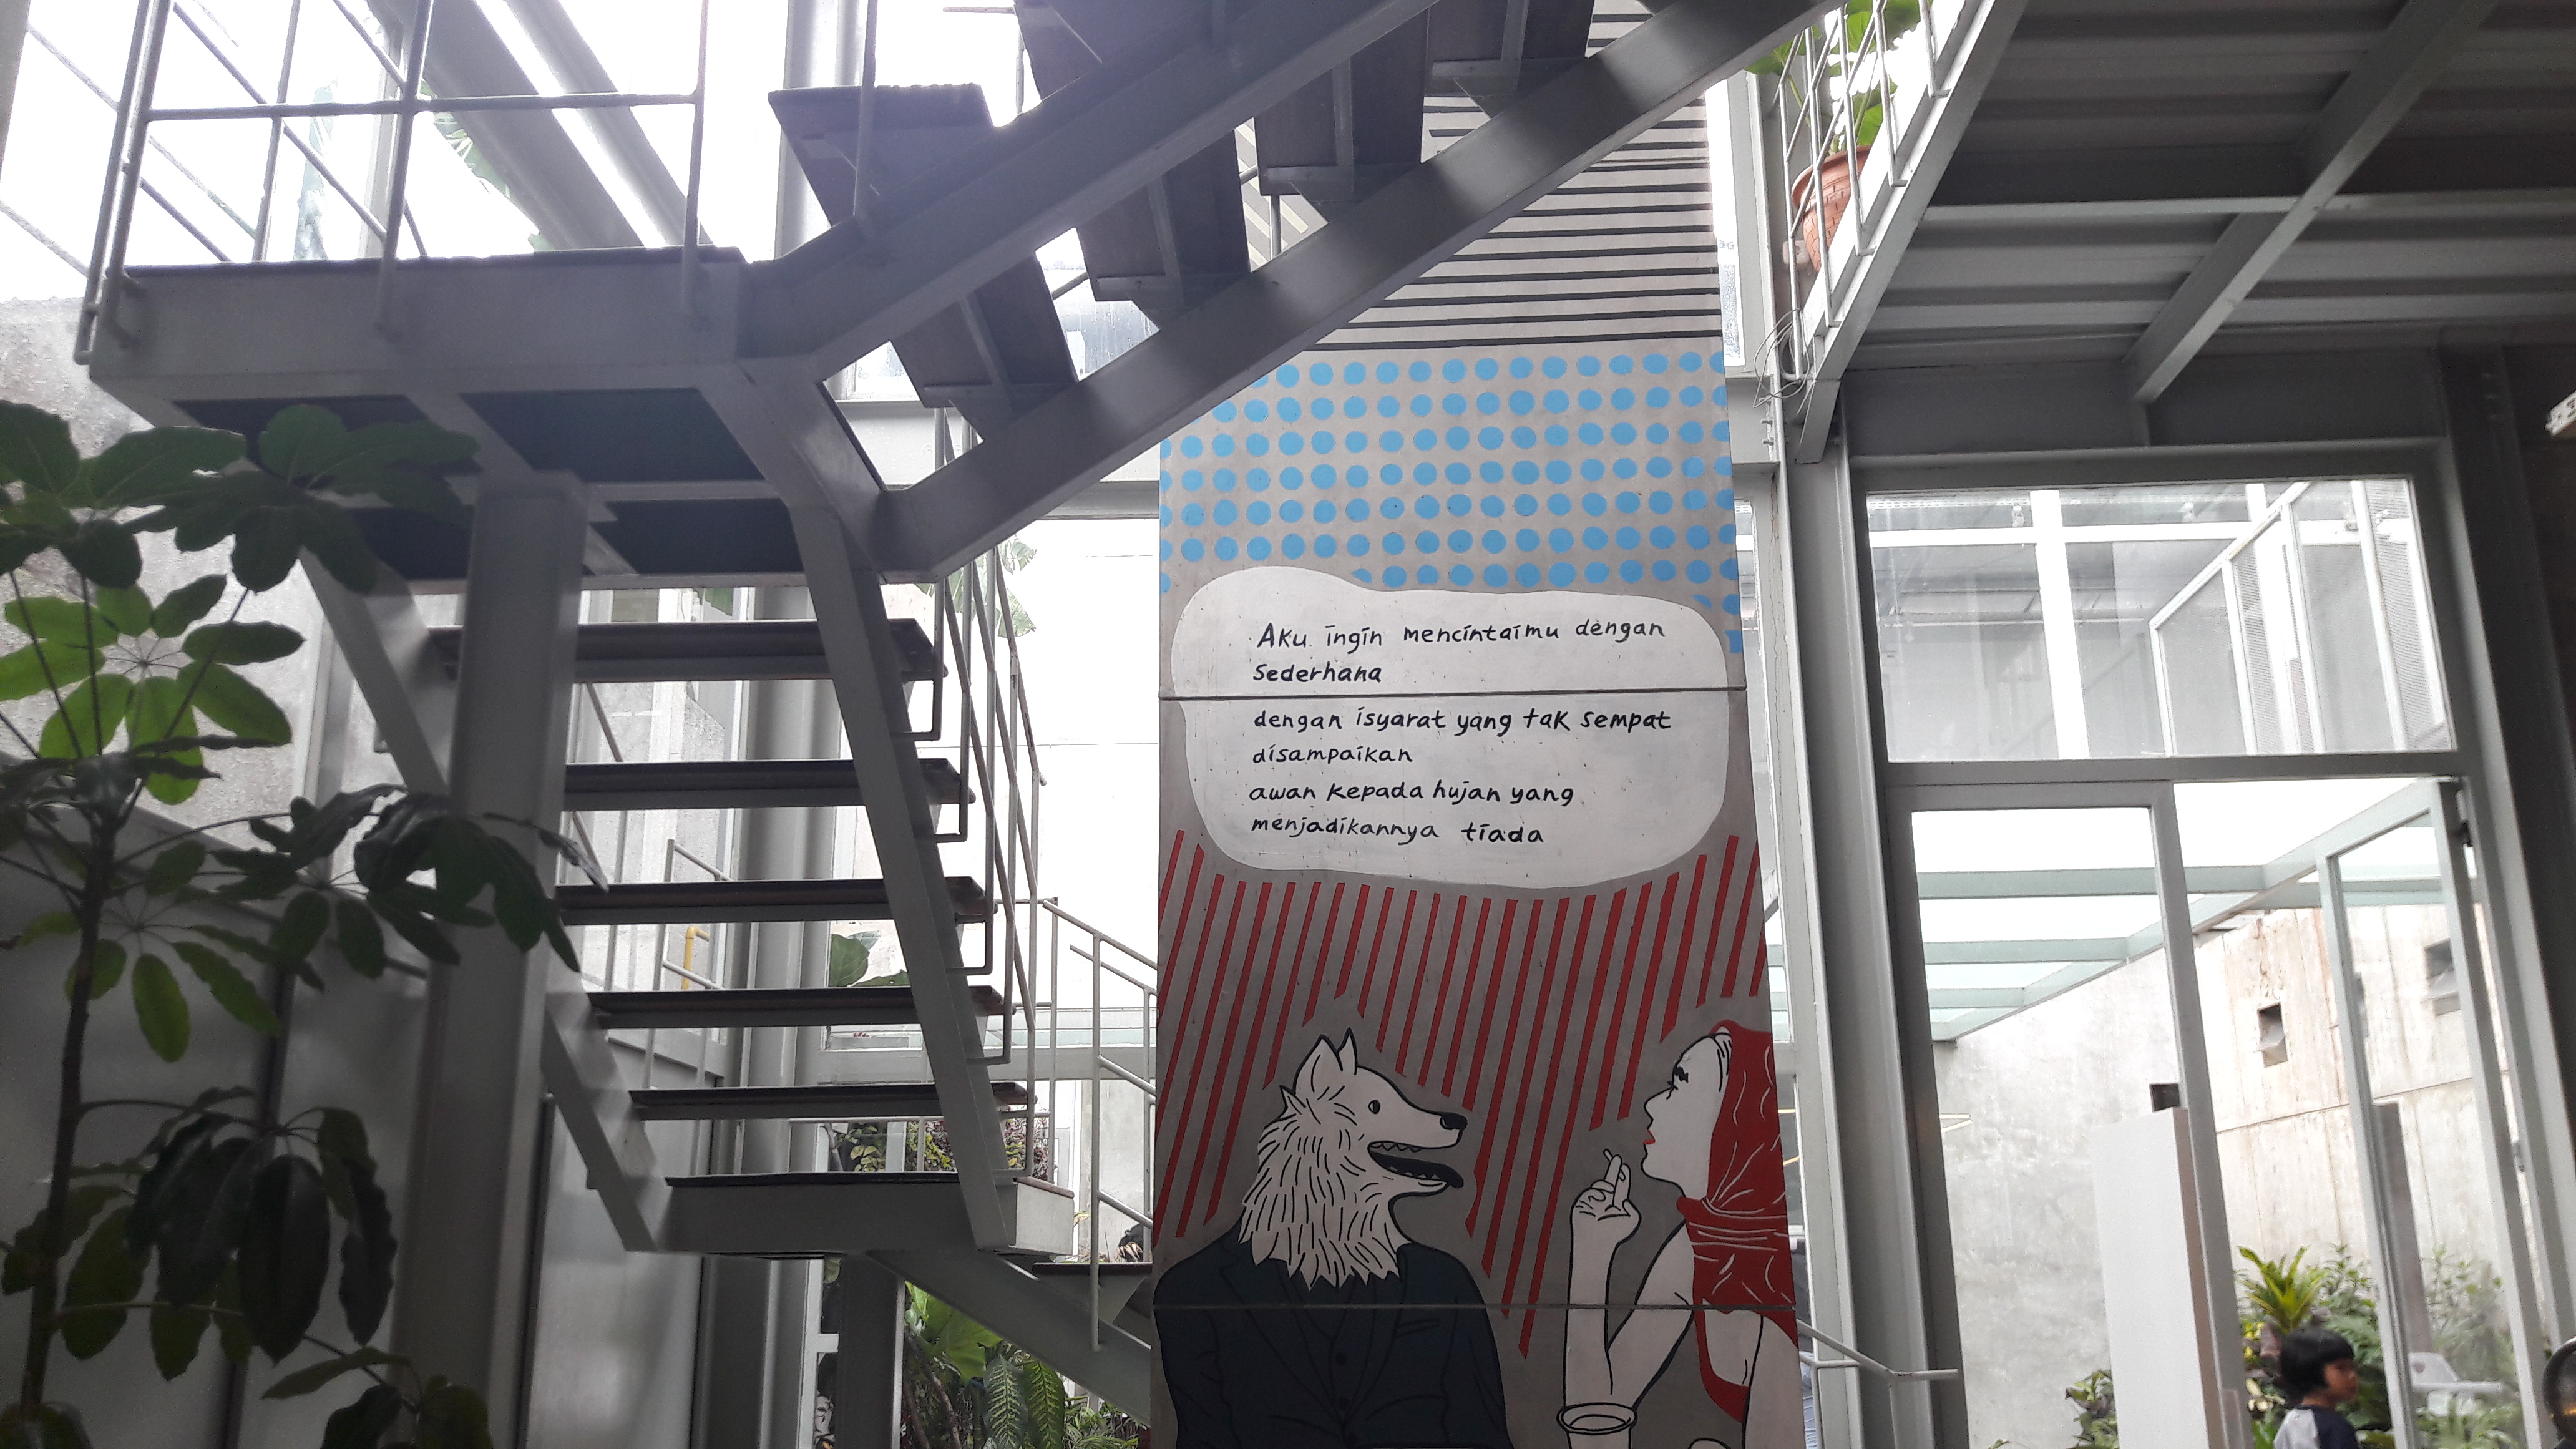 Aku ingin mencintaimu dengan
Sederhana
dengan isyarat yang tak sempat
disampaikan
awan kepada hujan yang
menjadikannya tiada